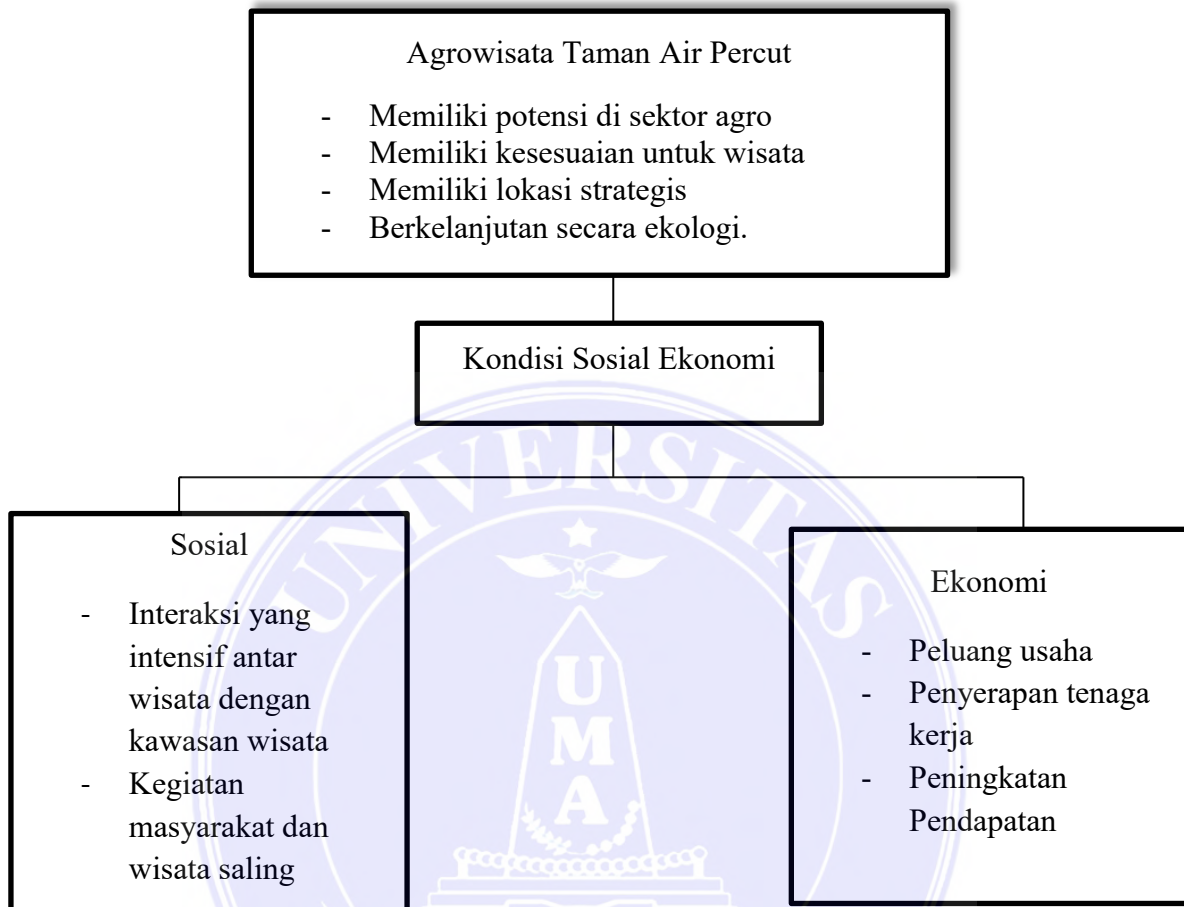 Agrowisata Taman Air Percut
- Memiliki potensi di sektor agro
- Memiliki kesesuaian untuk wisata
- Memiliki lokasi strategis
- Berkelanjutan secara ekologi.
Kondisi Sosial Ekonomi
Sosial
- Interaksi yang
intensif antar
wisata dengan
kawasan wisata
- Kegiatan
masyarakat dan
wisata saling
Ekonomi
- Peluang usaha
- Penyerapan tenaga
kerja
- Peningkatan
Pendapatan
UNIVERSITAS
U
M
A